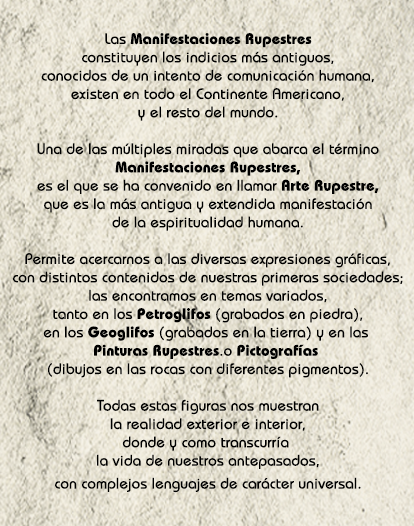 Las Manifestaciones Rupestres
constituyen los indicios más antiguos,
conocidos de un intento de comunicación humana,
existen en todo el Continente Americano,
y el resto del mundo.
Una de las múltiples miradas que abarca el término
Manifestaciones Rupestres,
es el que se ha convenido en llamar Arte Rupestre,
que es la más antigua y extendida manifestación
de la espiritualidad humana.
Permite acercarnos a las diversas expresiones gráficas,
con distintos contenidos de nuestras primeras sociedades;
las encontramos en temas variados,
tanto en los Petroglifos (grabados en piedra),
en los Geoglifos (grabados en la tierra) y en las
Pinturas Rupestres.o Pictografías
(dibujos en las rocas con diferentes pigmentos).
Todas estas figuras nos muestran
la realidad exterior e interior,
donde y como transcurría
la vida de nuestros antepasados,
con complejos lenguajes de carácter universal.